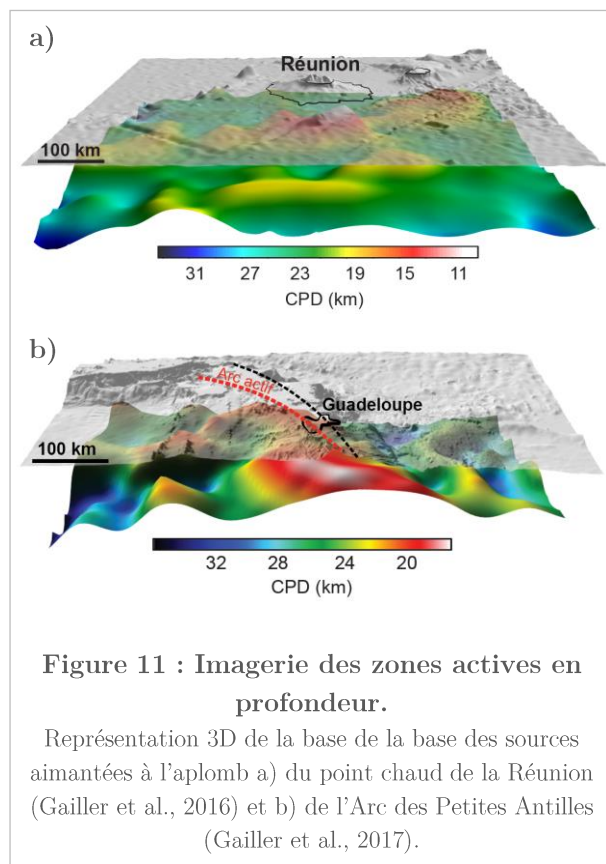 a)
Réunion
100 km
31 27 23 19 15 11
CPD (km)
b)
Arc actif
Guadeloupe
100 km
32 28 24 20
CPD (km)
Figure 11 : Imagerie des zones actives en
profondeur.
Représentation 3D de la base de la base des sources
aimantées à l'aplomb a) du point chaud de la Réunion
(Gailler et al., 2016) et b) de l'Arc des Petites Antilles
(Gailler et al., 2017).